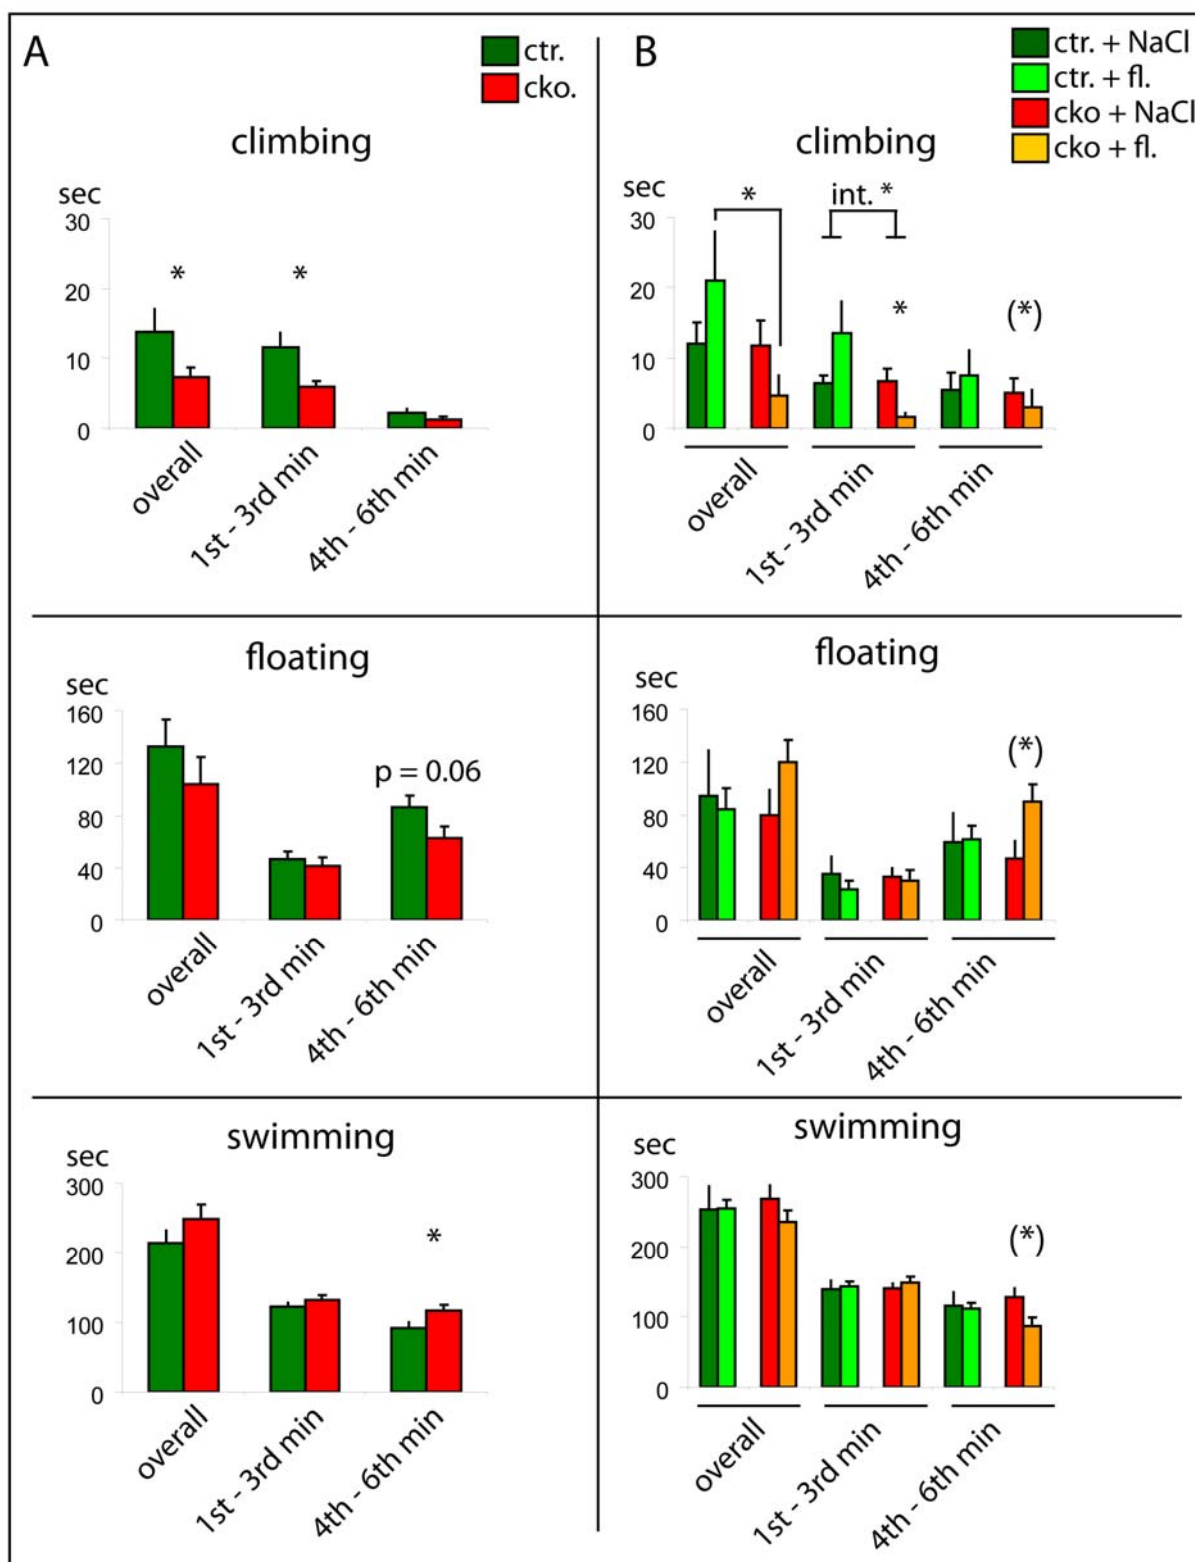 A
ctr.
cko.
climbing
sec
30
20
10
0
*
*
overall
1st - 3rd min
4th - 6th min
B
ctr. + NaCl
ctr. + fl.
cko + NaCl
cko + fl.
climbing
sec
30
20
10
0
*
int. *
*
(*)
overall
1st - 3rd min
4th - 6th min
floating
sec
160
120
80
40
0
p = 0.06
overall
1st - 3rd min
4th - 6th min
floating
sec
160
120
80
40
0
(*)
overall
1st - 3rd min
4th - 6th min
swimming
sec
300
200
100
0
*
overall
1st - 3rd min
4th - 6th min
swimming
sec
300
200
100
0
(*)
overall
1st - 3rd min
4th - 6th min